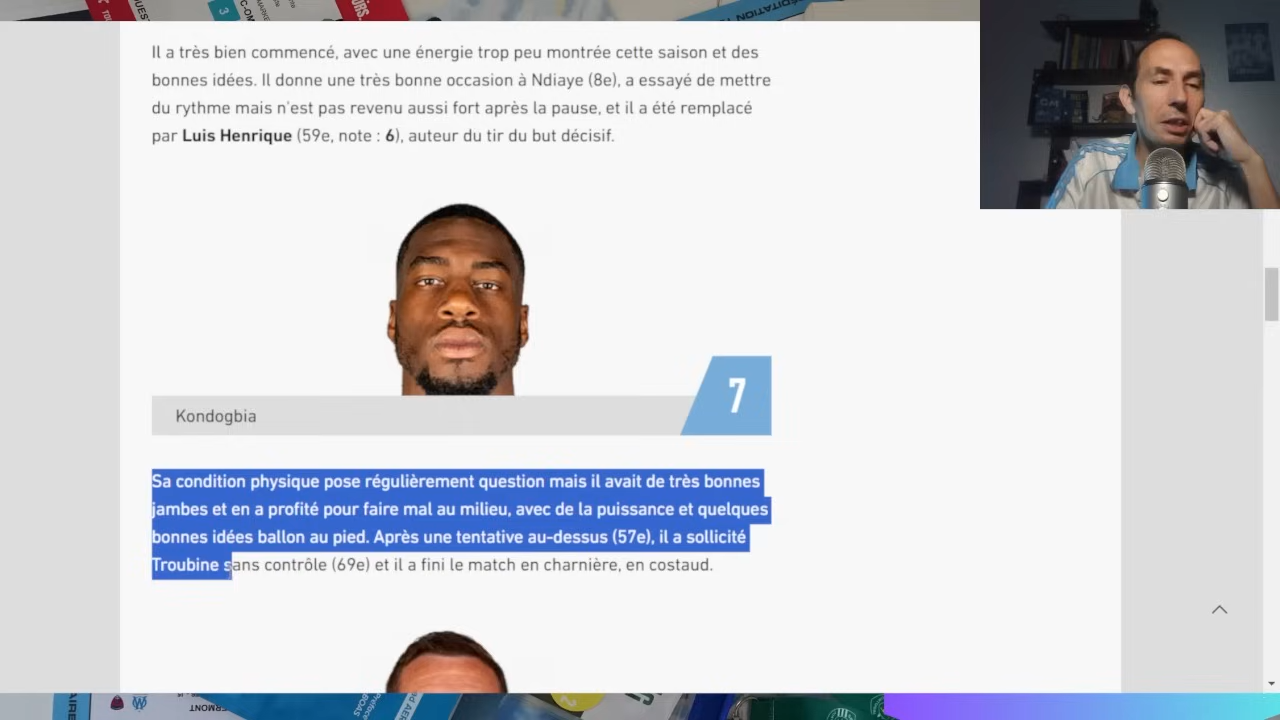 Il a très bien commencé, avec une énergie trop peu montrée cette saison et des
bonnes idées. Il donne une très bonne occasion à Ndiaye (8e), a essayé de mettre
du rythme mais n'est pas revenu aussi fort après la pause, et il a été remplacé
par Luis Henrique (59e, note : 6), auteur du tir du but décisif.
7
Kondogbia
Sa condition physique pose régulièrement question mais il avait de très bonnes
jambes et en a profité pour faire mal au milieu, avec de la puissance et quelques
bonnes idées ballon au pied. Après une tentative au-dessus (57e), il a sollicité
Troubine sans contrôle (69e) et il a fini le match en charnière, en costaud.